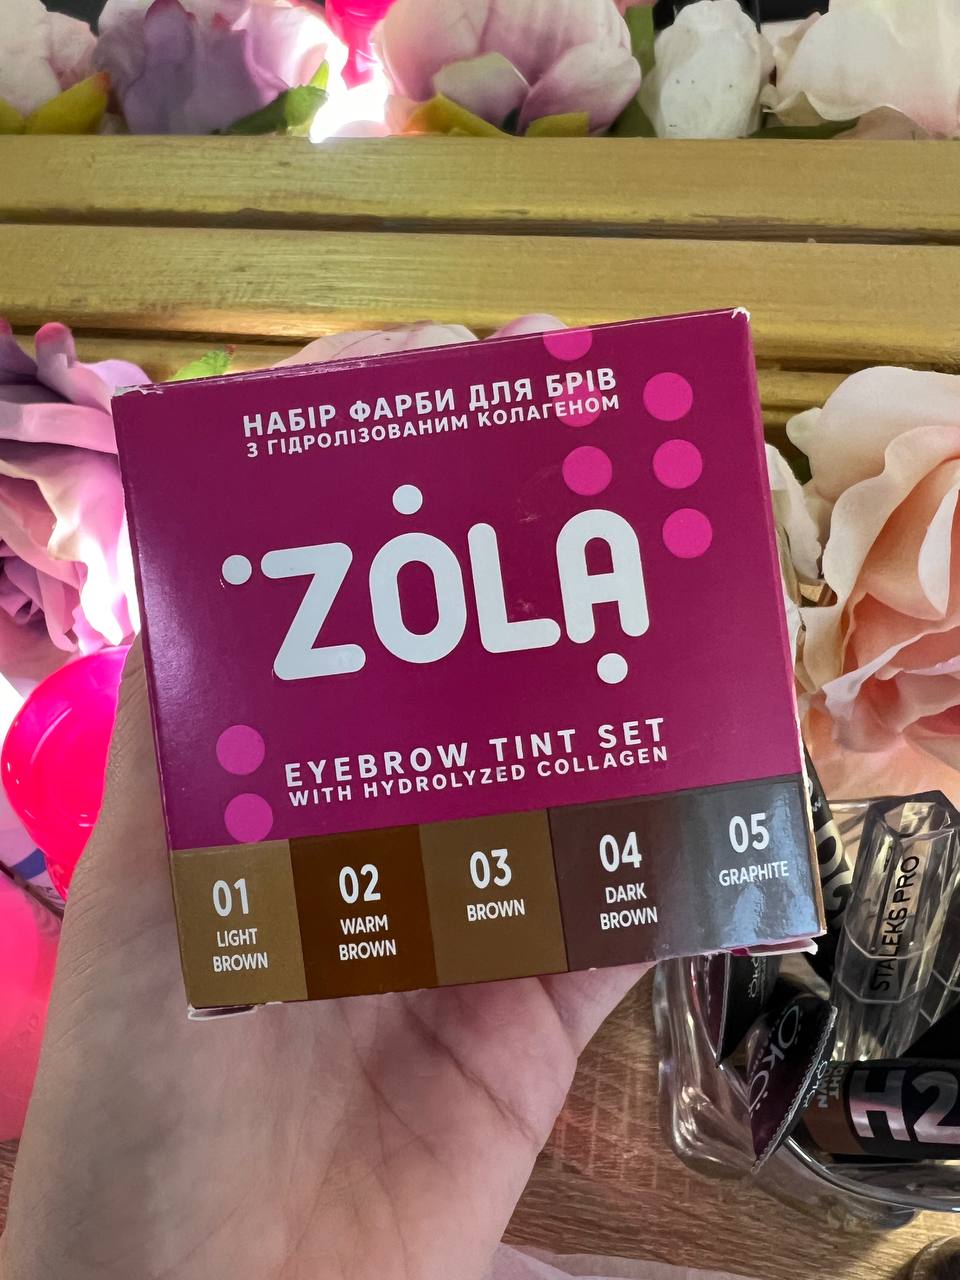 НАБІР ФАРБИ ДЛЯ БРІВ
З ГІДРОЛІЗОВАНИМ КОЛАГЕНОМ
ZOLA
EYEBROW TINT SET
WITH HYDROLYZED COLLAGEN
01
LIGHT
BROWN
02
WARM
BROWN
03
BROWN
04
DARK
BROWN
05
GRAPHITE
STALEKS PRO
ÖKO
H2